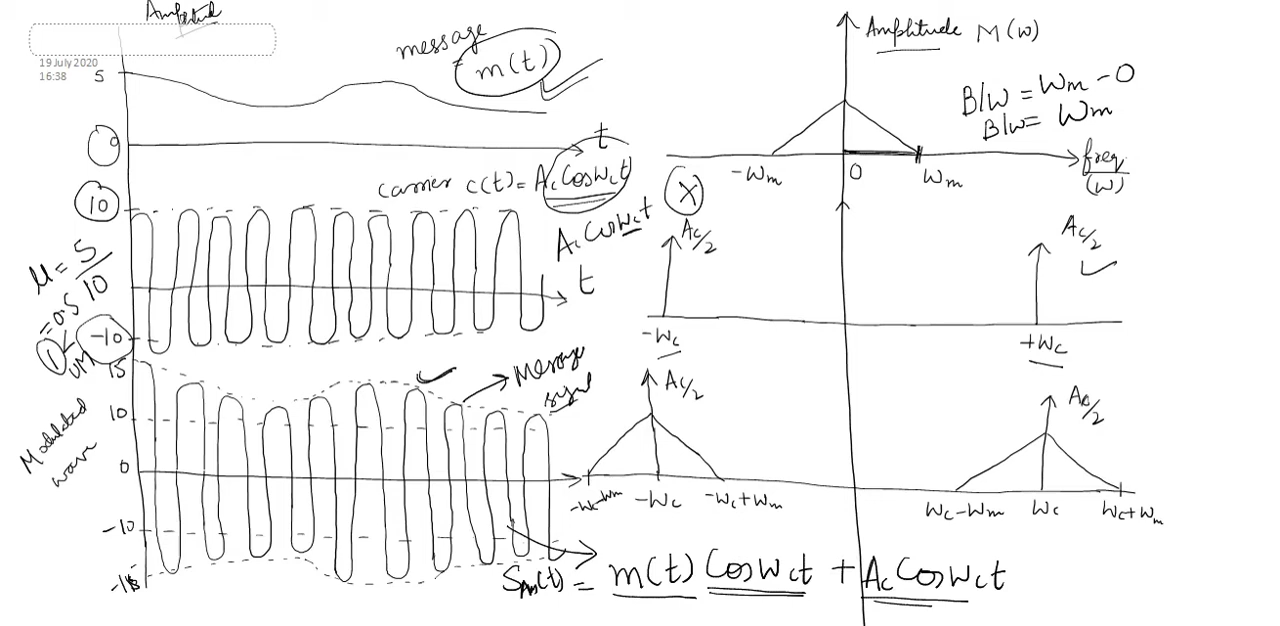 Amplitude
19 July 2020
16:38
message
m(t)
5
0
t
carrier c(t) = Ac Cos Wct
10
Ac Cos Wct
t
μ = 5/10
= 0.5
-10
15
10
0
-10
-15
Modulated
wave
Message
signal
SAM(t) = m(t) Cos Wct + Ac Cos Wct
Amplitude M(W)
B/W = Wm - 0
B/W = Wm
-Wm
0
Wm
freq
(W)
X
Ac/2
Ac/2
-Wc
+Wc
Ac/2
Ac/2
-Wc-Wm
-Wc
-Wc+Wm
Wc-Wm
Wc
Wc+Wm